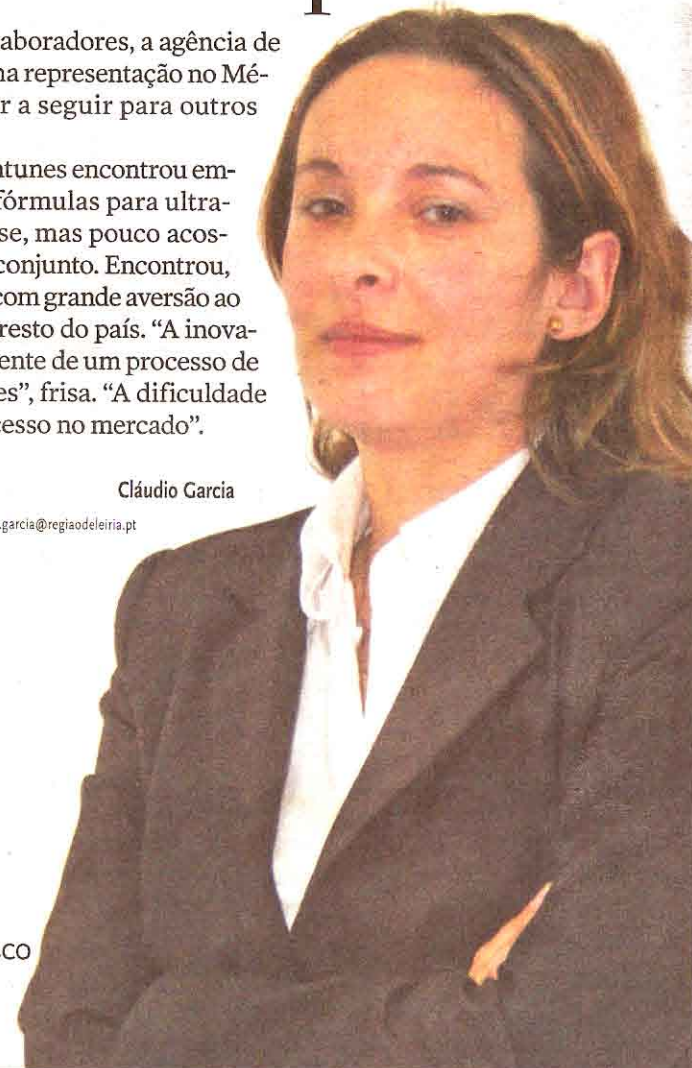 aboradores, a agência de
na representação no Mé-
r a seguir para outros
ntunes encontrou em-
fórmulas para ultra-
se, mas pouco acos-
conjunto. Encontrou,
com grande aversão ao
resto do país. “A inova-
ente de um processo de
es”, frisa. “A dificuldade
cesso no mercado”.
Cláudio Garcia
.garcia@regiaodeleiria.pt
CO